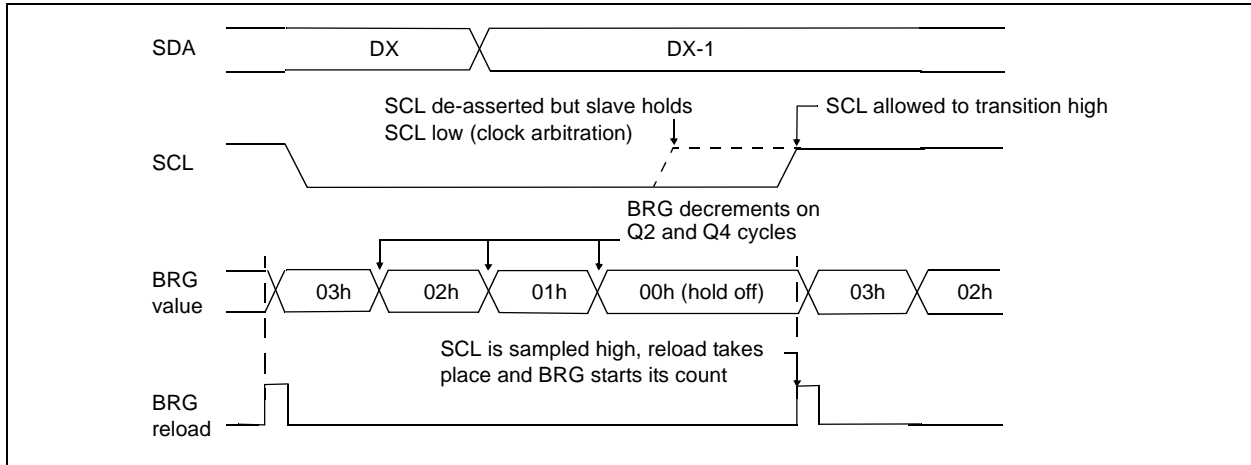 SDA
DX
DX-1
SCL de-asserted but slave holds
SCL low (clock arbitration)
SCL allowed to transition high
SCL
BRG decrements on
Q2 and Q4 cycles
BRG
value
03h
02h
01h
00h (hold off)
03h
02h
SCL is sampled high, reload takes
place and BRG starts its count
BRG
reload